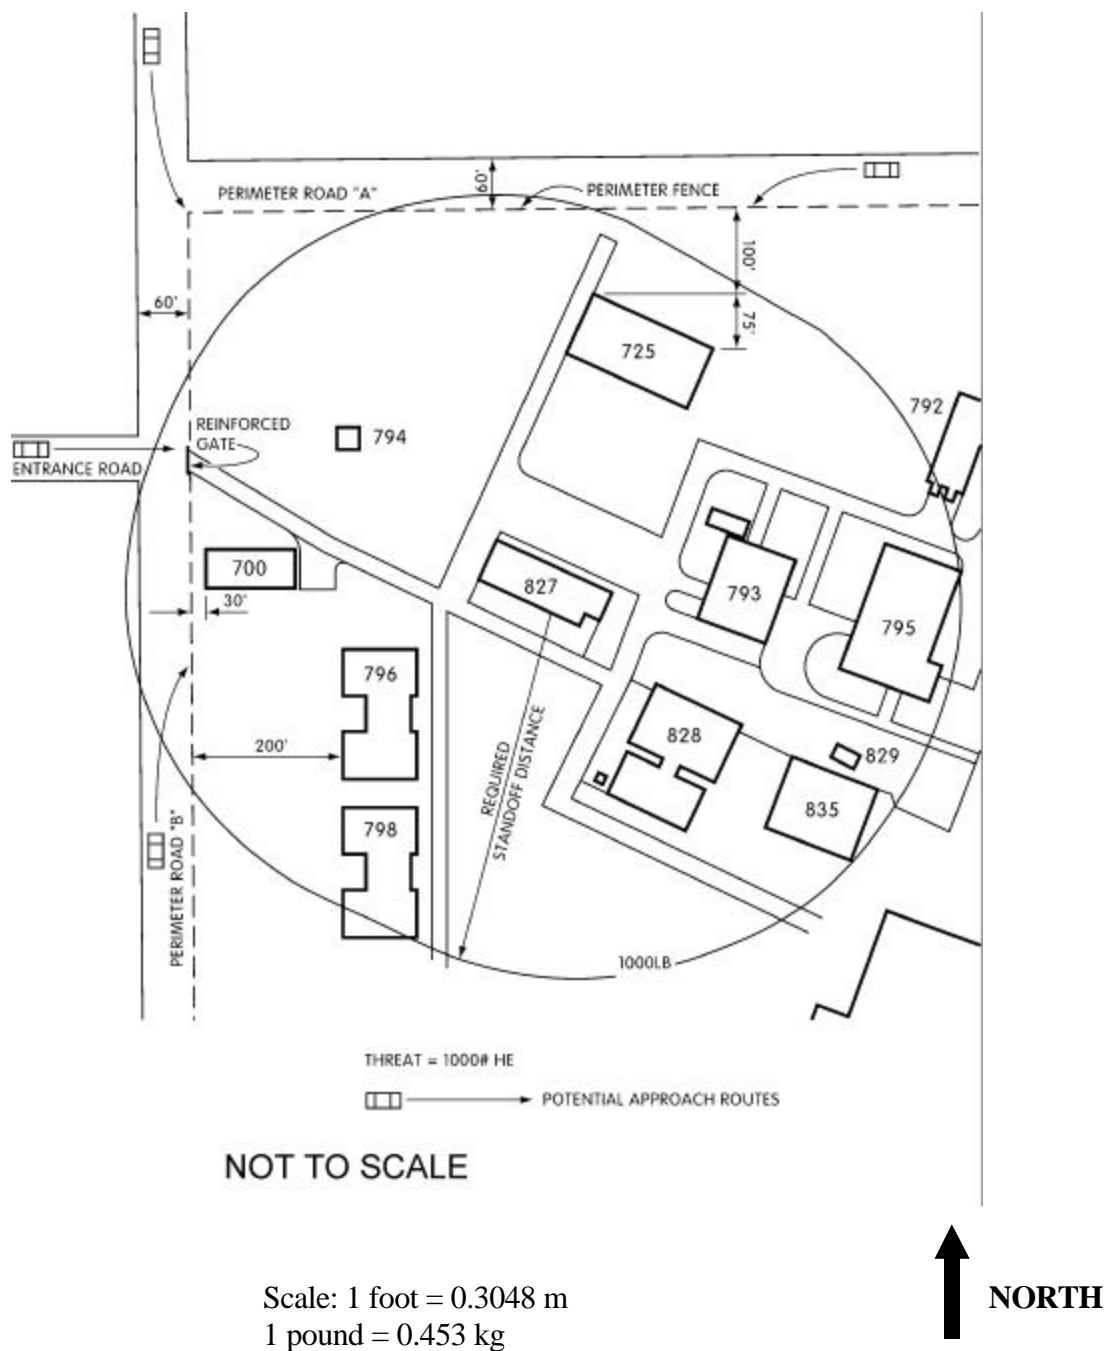 PERIMETER ROAD "A"
60'
PERIMETER FENCE
100'
60'
75'
725
792
REINFORCED
GATE
794
ENTRANCE ROAD
700
827
793
30'
795
796
200'
828
829
REQUIRED
STANDOFF DISTANCE
835
798
PERIMETER ROAD "B"
1000LB
THREAT = 1000# HE
POTENTIAL APPROACH ROUTES
NOT TO SCALE
NORTH
Scale: 1 foot = 0.3048 m
1 pound = 0.453 kg